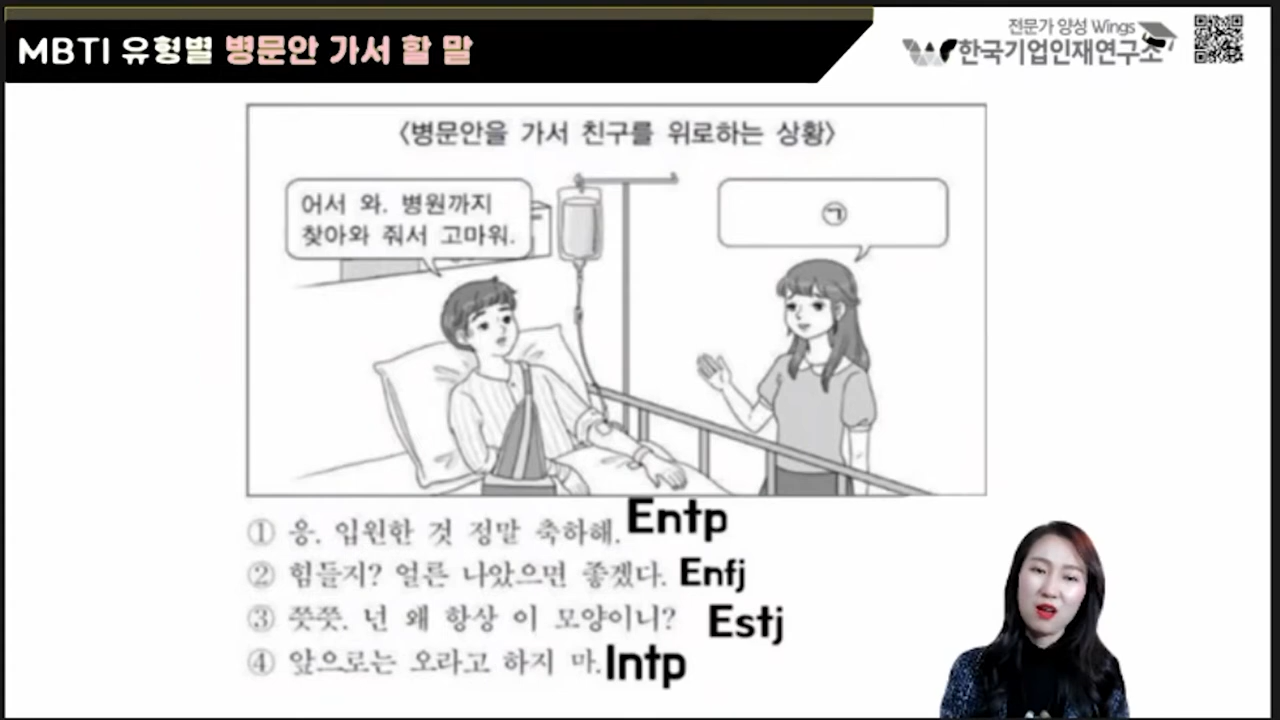 MBTI 유형별 병문안 가서 할 말
전문가 양성 Wings
한국기업인재연구소
<병문안을 가서 친구를 위로하는 상황>
어서 와. 병원까지
찾아와 줘서 고마워.
㉠
① 응. 입원한 것 정말 축하해. Entp
② 힘들지? 얼른 나았으면 좋겠다. Enfj
③ 쯧쯧. 넌 왜 항상 이 모양이니? Estj
④ 앞으로는 오라고 하지 마. Intp